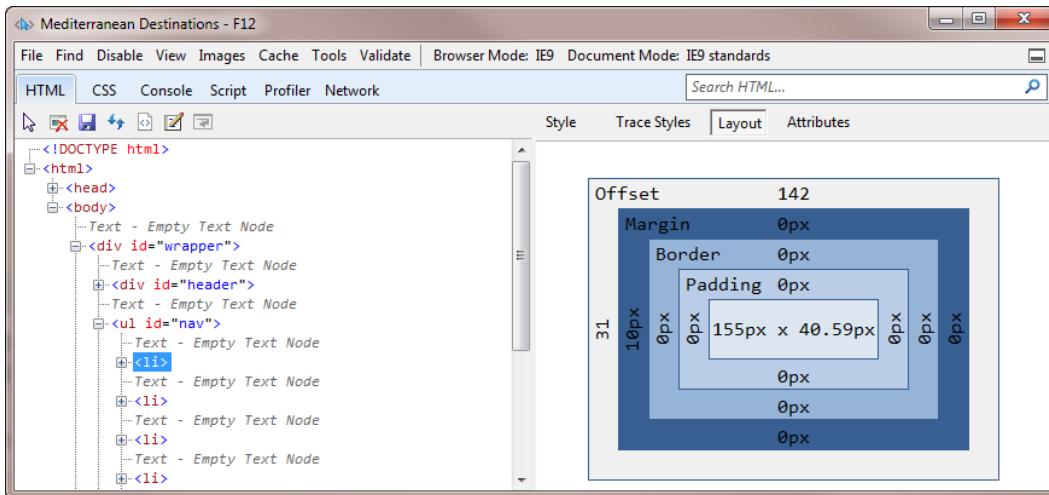 Mediterranean Destinations - F12
File Find Disable View Images Cache Tools Validate Browser Mode: IE9 Document Mode: IE9 standards
HTML CSS Console Script Profiler Network Search HTML...
Style Trace Styles Layout Attributes
<!DOCTYPE html>
<html>
<head>
<body>
Text - Empty Text Node
<div id="wrapper">
Text - Empty Text Node
<div id="header">
Text - Empty Text Node
<ul id="nav">
Text - Empty Text Node
<li>
Text - Empty Text Node
<li>
Text - Empty Text Node
<li>
Text - Empty Text Node
<li>
Offset 142
Margin 0px
Border 0px
Padding 0px
31 10px 0px 0px 155px x 40.59px 0px 0px 0px
0px
0px
0px